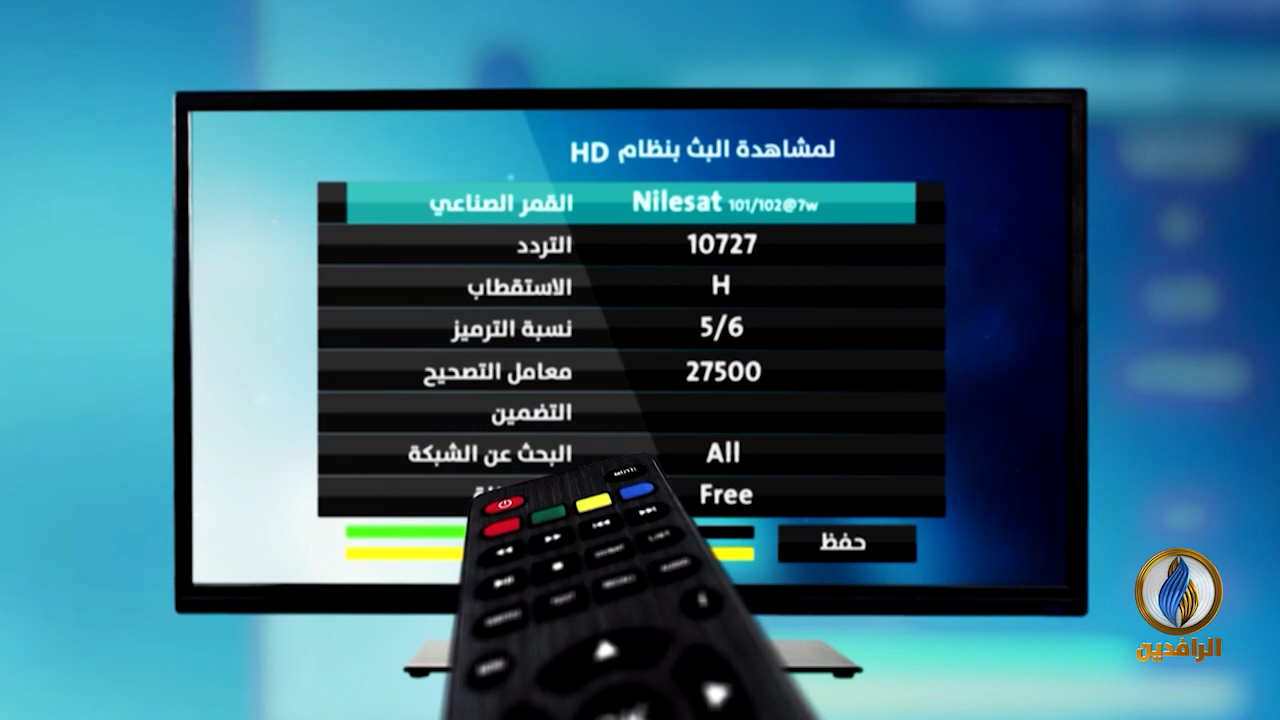 لمشاهدة البث بنظام HD
القمر الصناعي Nilesat 101/102@7w
التردد 10727
الاستقطاب H
نسبة الترميز 5/6
معامل التصحيح 27500
التضمين
البحث عن الشبكة All
Free
حفظ
الرافدين